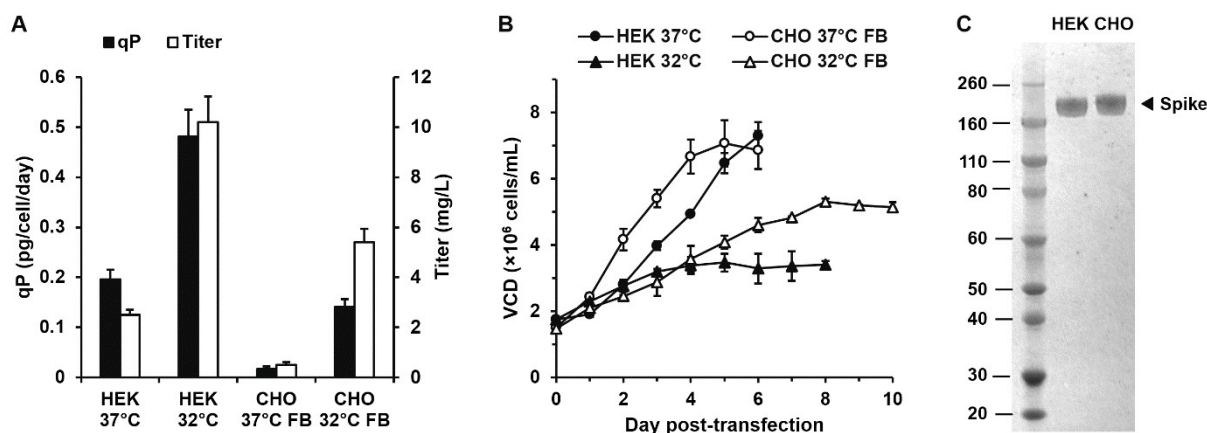 A
qP Titer
0.6
0.5
0.4
0.3
0.2
0.1
0
qP (pg/cell/day)
12
10
8
6
4
2
0
Titer (mg/L)
HEK 37°C
HEK 32°C
CHO 37°C FB
CHO 32°C FB
B
HEK 37°C CHO 37°C FB
HEK 32°C CHO 32°C FB
8
6
4
2
0
VCD (×10⁶ cells/mL)
0 2 4 6 8 10
Day post-transfection
C
HEK CHO
260
160
110
80
60
50
40
30
20
Spike